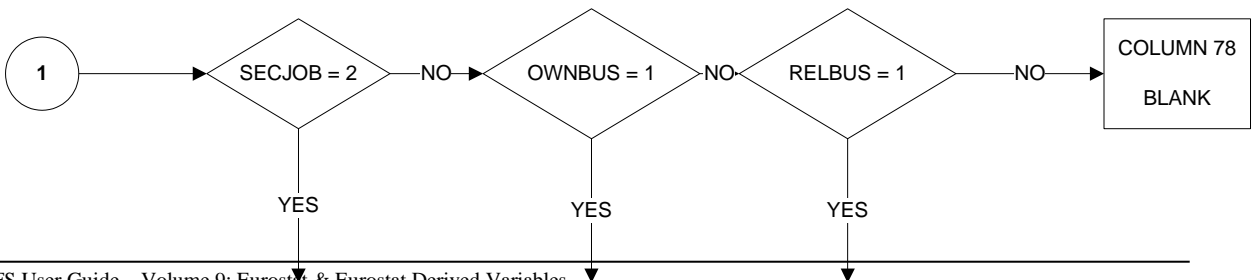 1
SECJOB = 2
NO
OWNBUS = 1
NO
RELBUS = 1
NO
COLUMN 78
BLANK
YES
YES
YES
FS User Guide – Volume 9: Eurostat & Eurostat Derived Variables